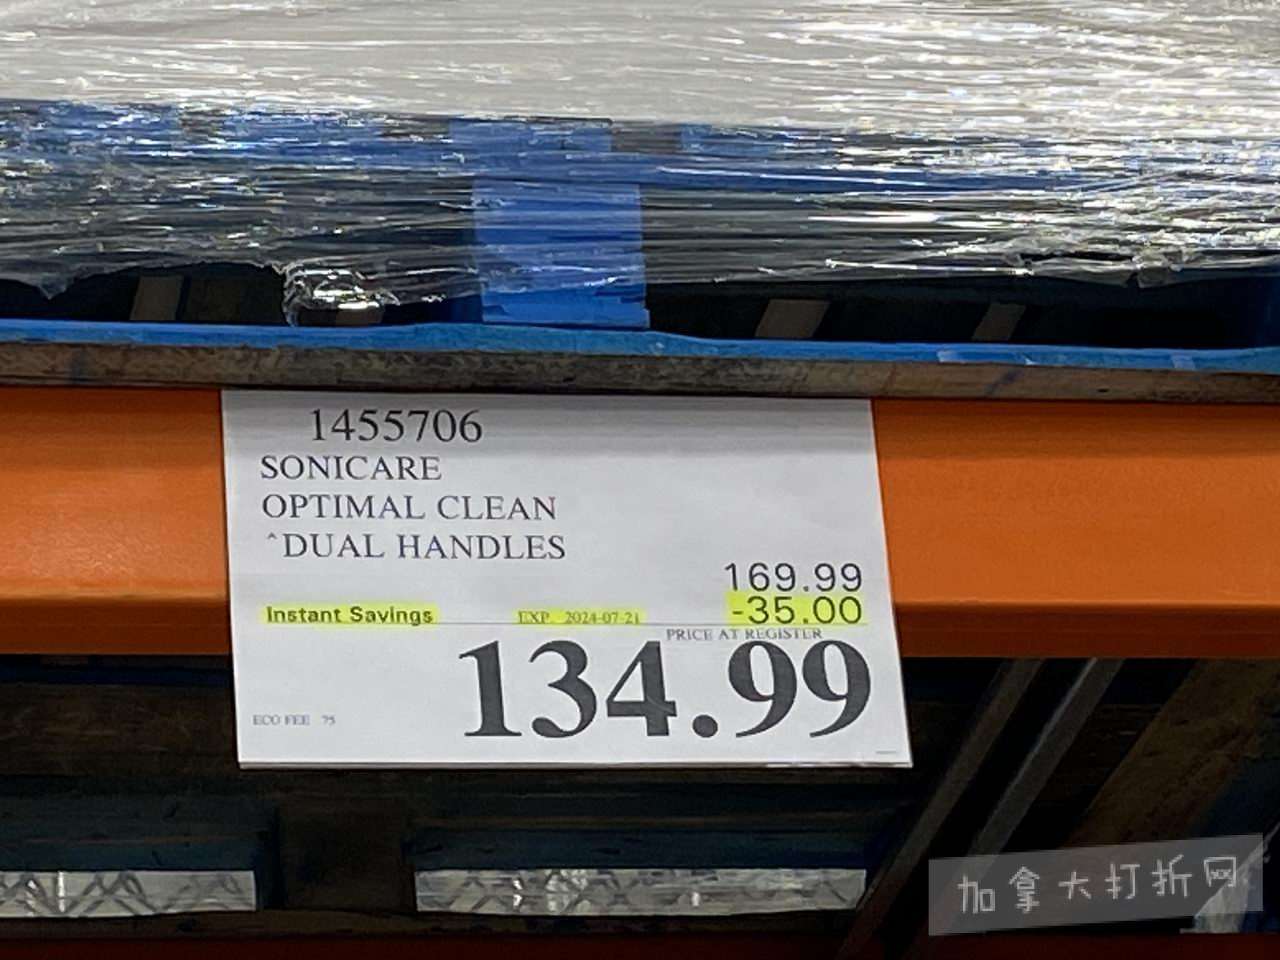 1455706
SONICARE
OPTIMAL CLEAN
^DUAL HANDLES
169.99
Instant Savings EXP 2024-07-21 -35.00
PRICE AT REGISTER
134.99
ECO FEE 75
加拿大打折网